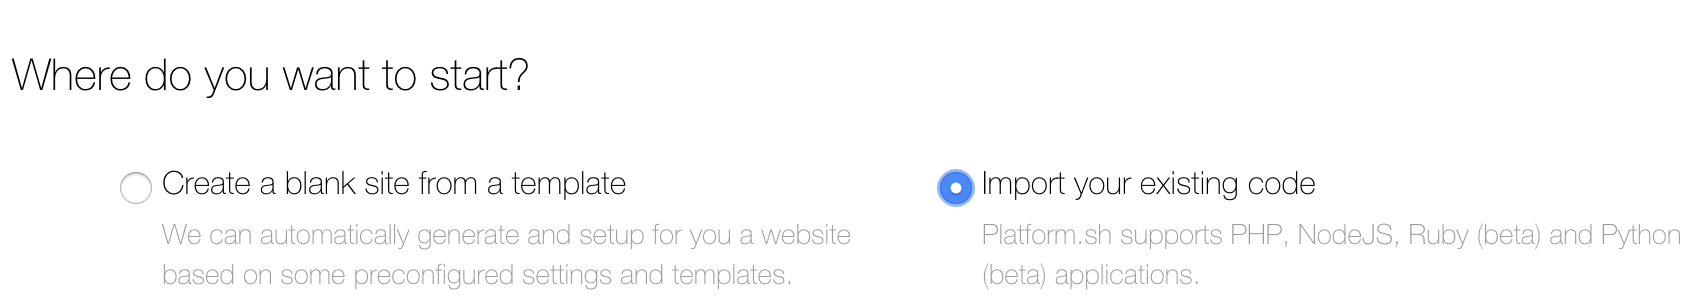 Where do you want to start?
Create a blank site from a template
We can automatically generate and setup for you a website
based on some preconfigured settings and templates.
Import your existing code
Platform.sh supports PHP, NodeJS, Ruby (beta) and Python
(beta) applications.